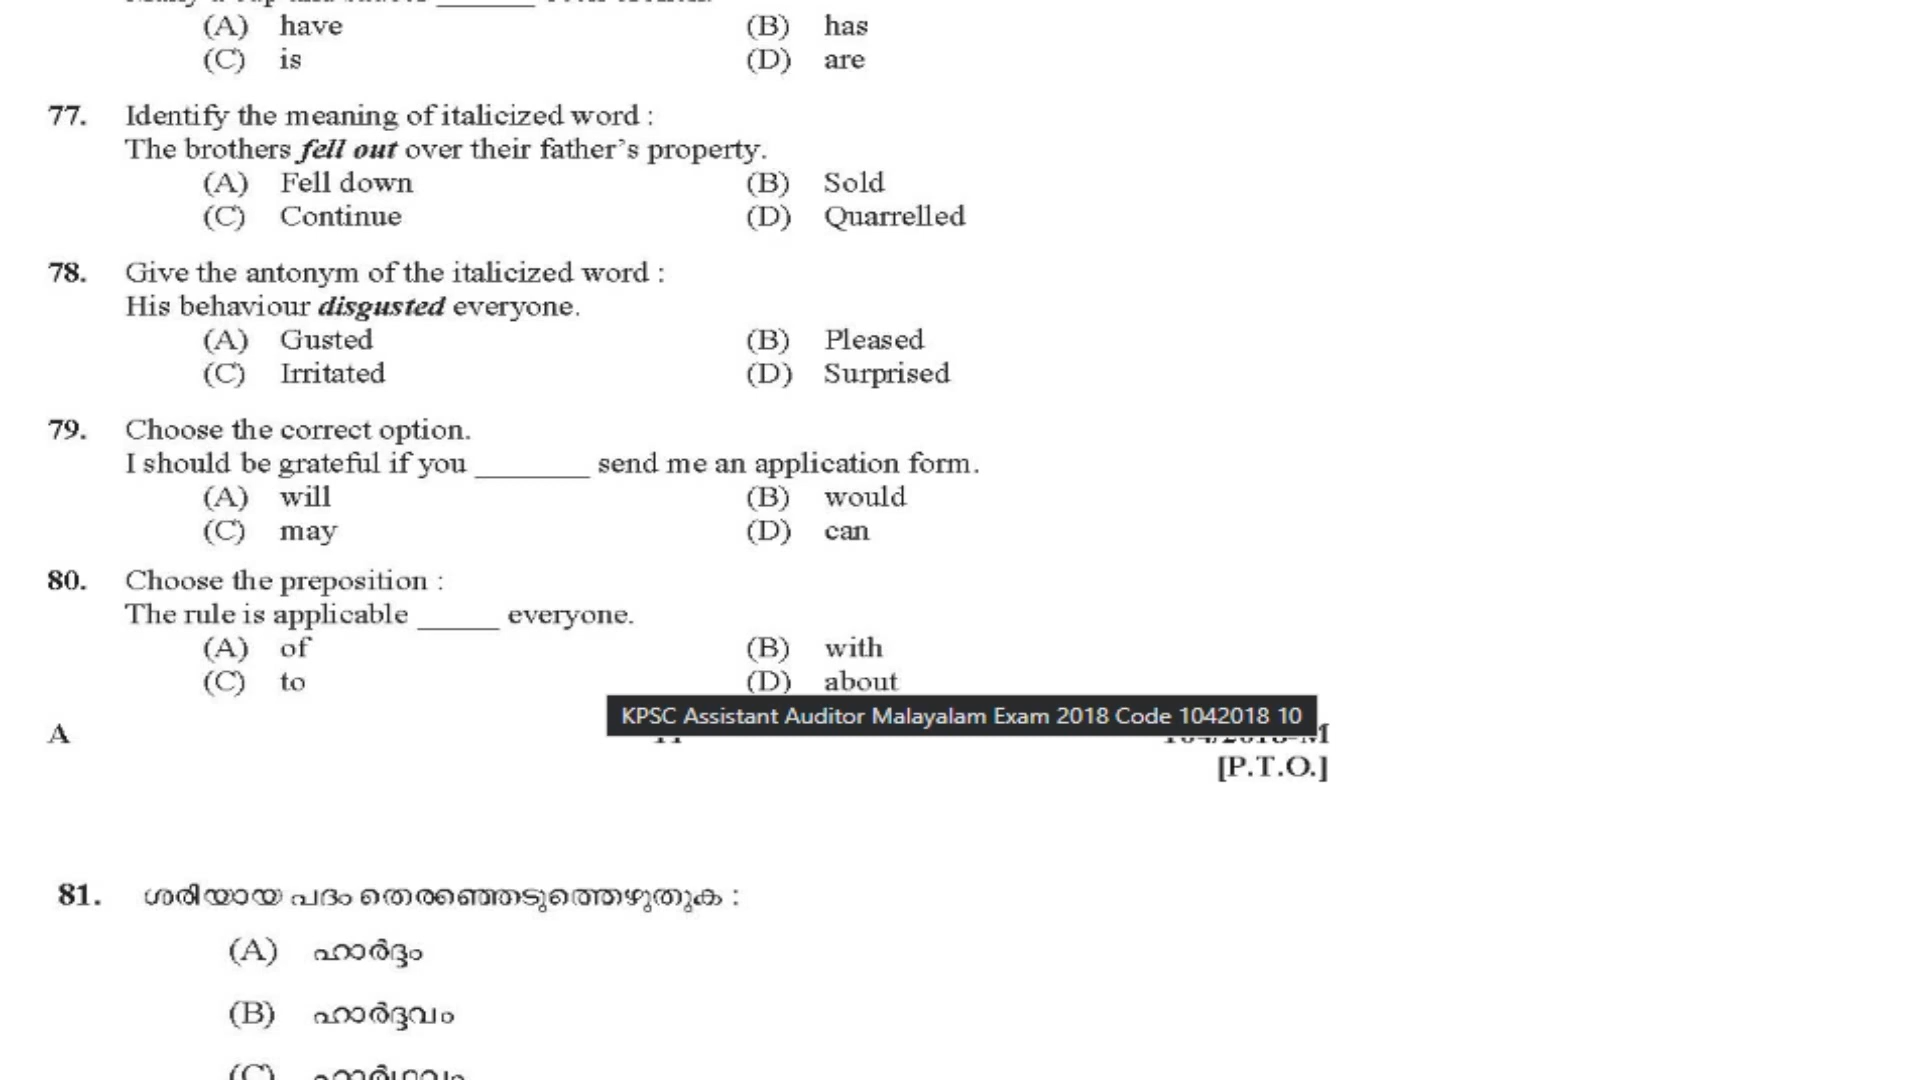 (A) have (B) has
(C) is (D) are
77. Identify the meaning of italicized word :
The brothers fell out over their father's property.
(A) Fell down (B) Sold
(C) Continue (D) Quarrelled
78. Give the antonym of the italicized word :
His behaviour disgusted everyone.
(A) Gusted (B) Pleased
(C) Irritated (D) Surprised
79. Choose the correct option.
I should be grateful if you ________ send me an application form.
(A) will (B) would
(C) may (D) can
80. Choose the preposition :
The rule is applicable ______ everyone.
(A) of (B) with
(C) to (D) about
KPSC Assistant Auditor Malayalam Exam 2018 Code 1042018 10
A
[P.T.O.]
81. ശരിയായ പദം തെരഞ്ഞെടുത്തെഴുതുക :
(A) ഹാർദ്ദം
(B) ഹാർദ്ദവം
(C)